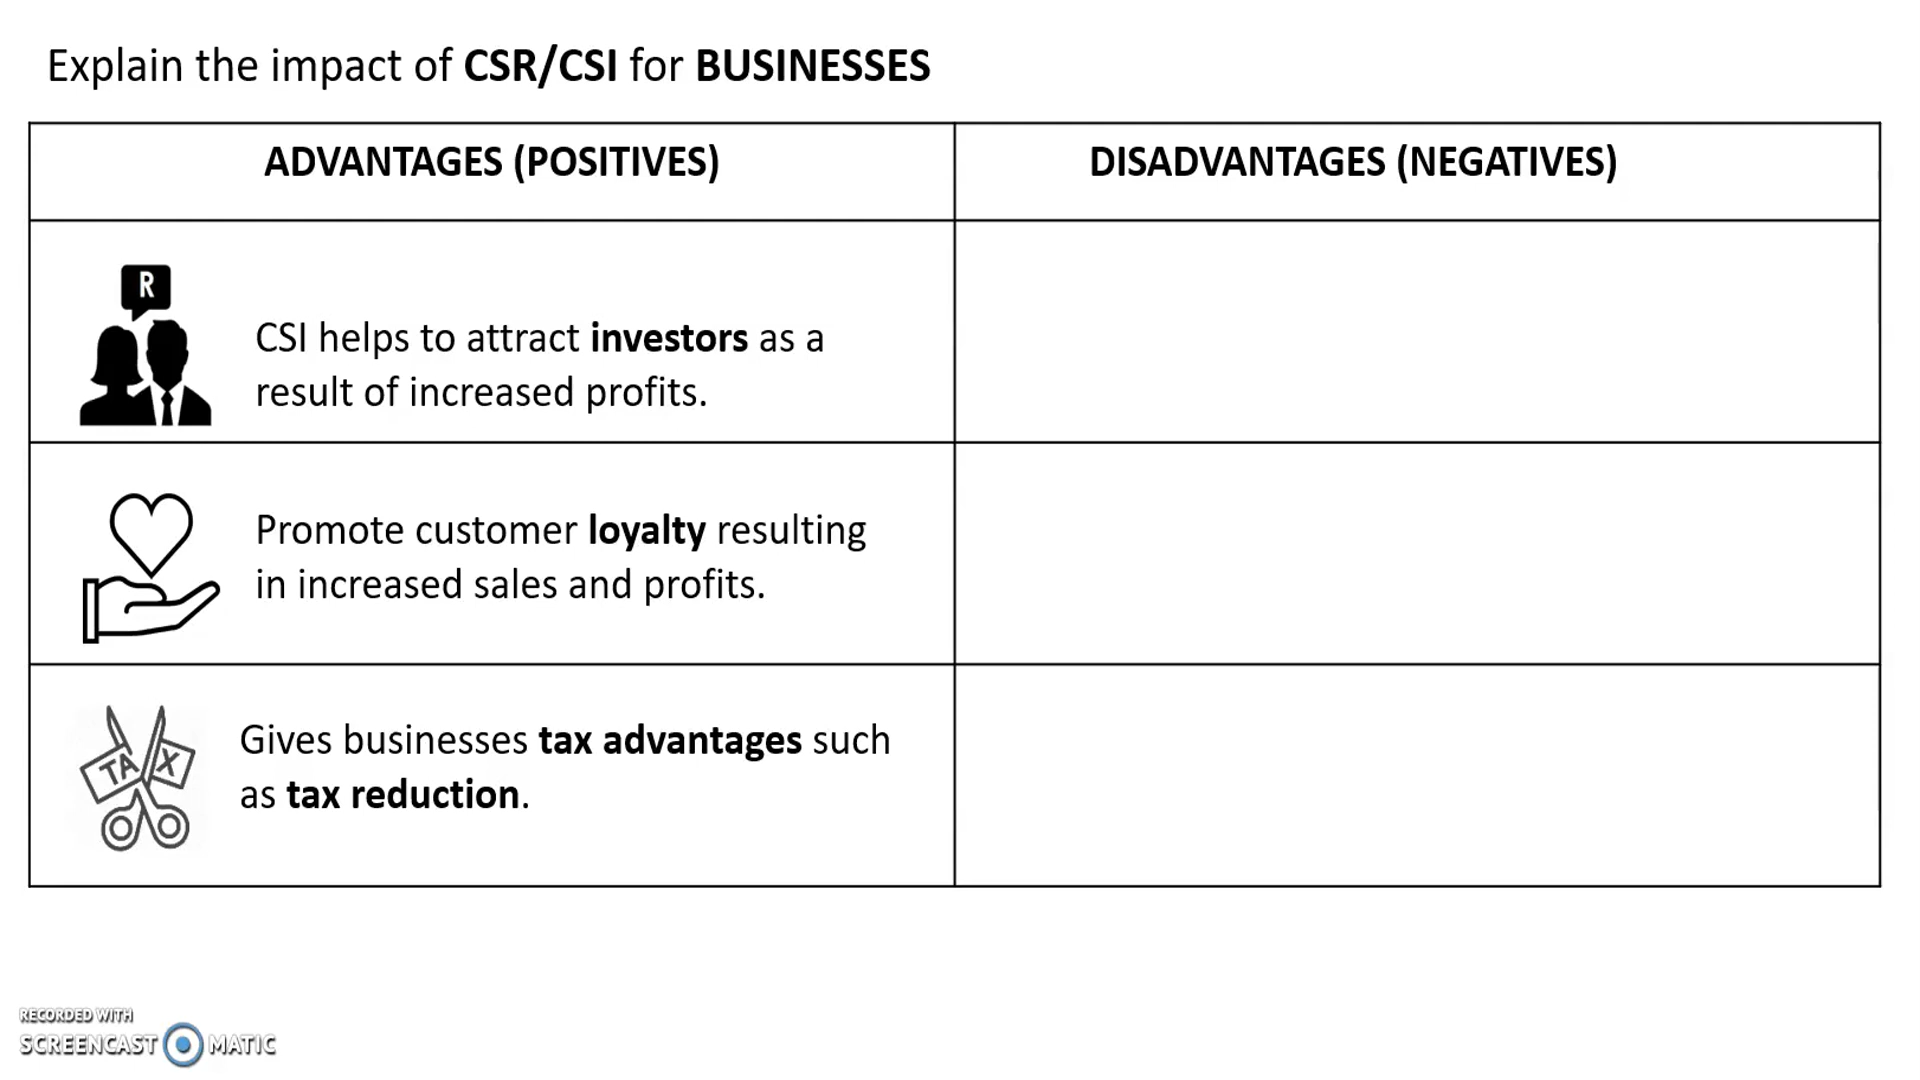 Explain the impact of CSR/CSI for BUSINESSES
ADVANTAGES (POSITIVES)
DISADVANTAGES (NEGATIVES)
R
CSI helps to attract investors as a
result of increased profits.
Promote customer loyalty resulting
in increased sales and profits.
TAX
Gives businesses tax advantages such
as tax reduction.
RECORDED WITH
SCREENCAST MATIC